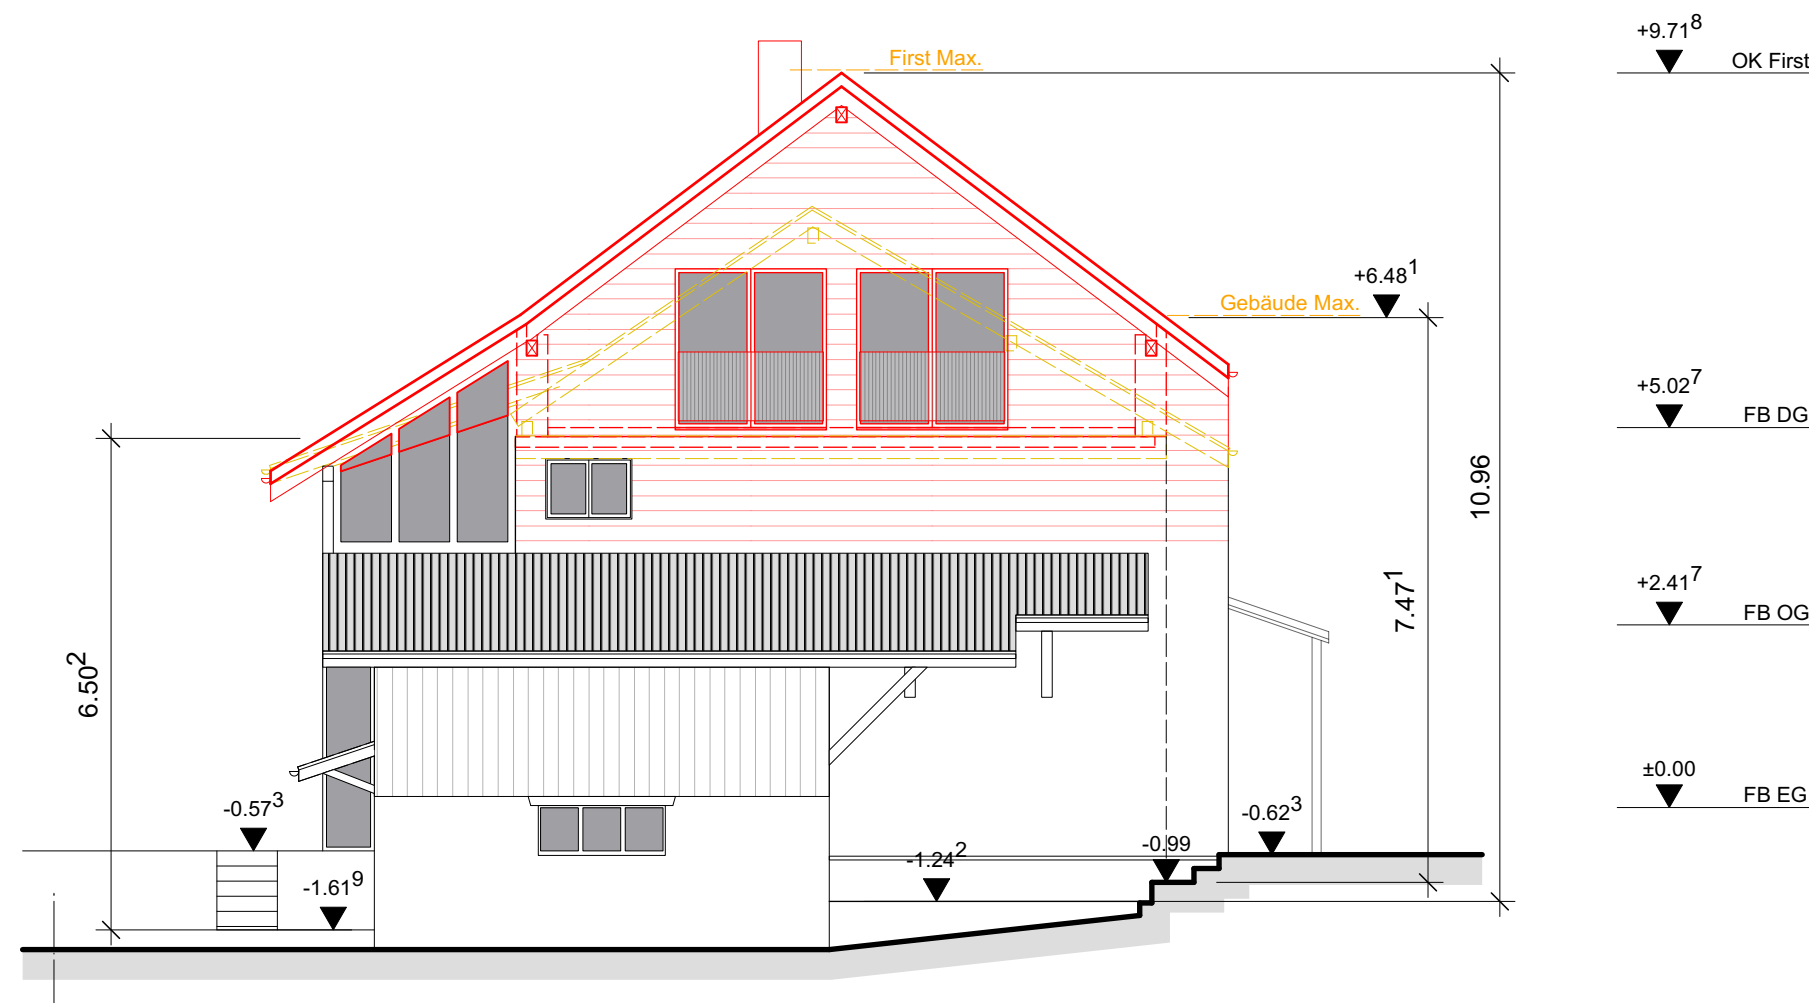 +9.71⁸
OK First
First Max.
+6.48¹
Gebäude Max.
+5.02⁷
FB DG
10.96
7.47¹
+2.41⁷
FB OG
6.50²
±0.00
FB EG
-0.57³
-0.62³
-0.99
-1.24²
-1.61⁹